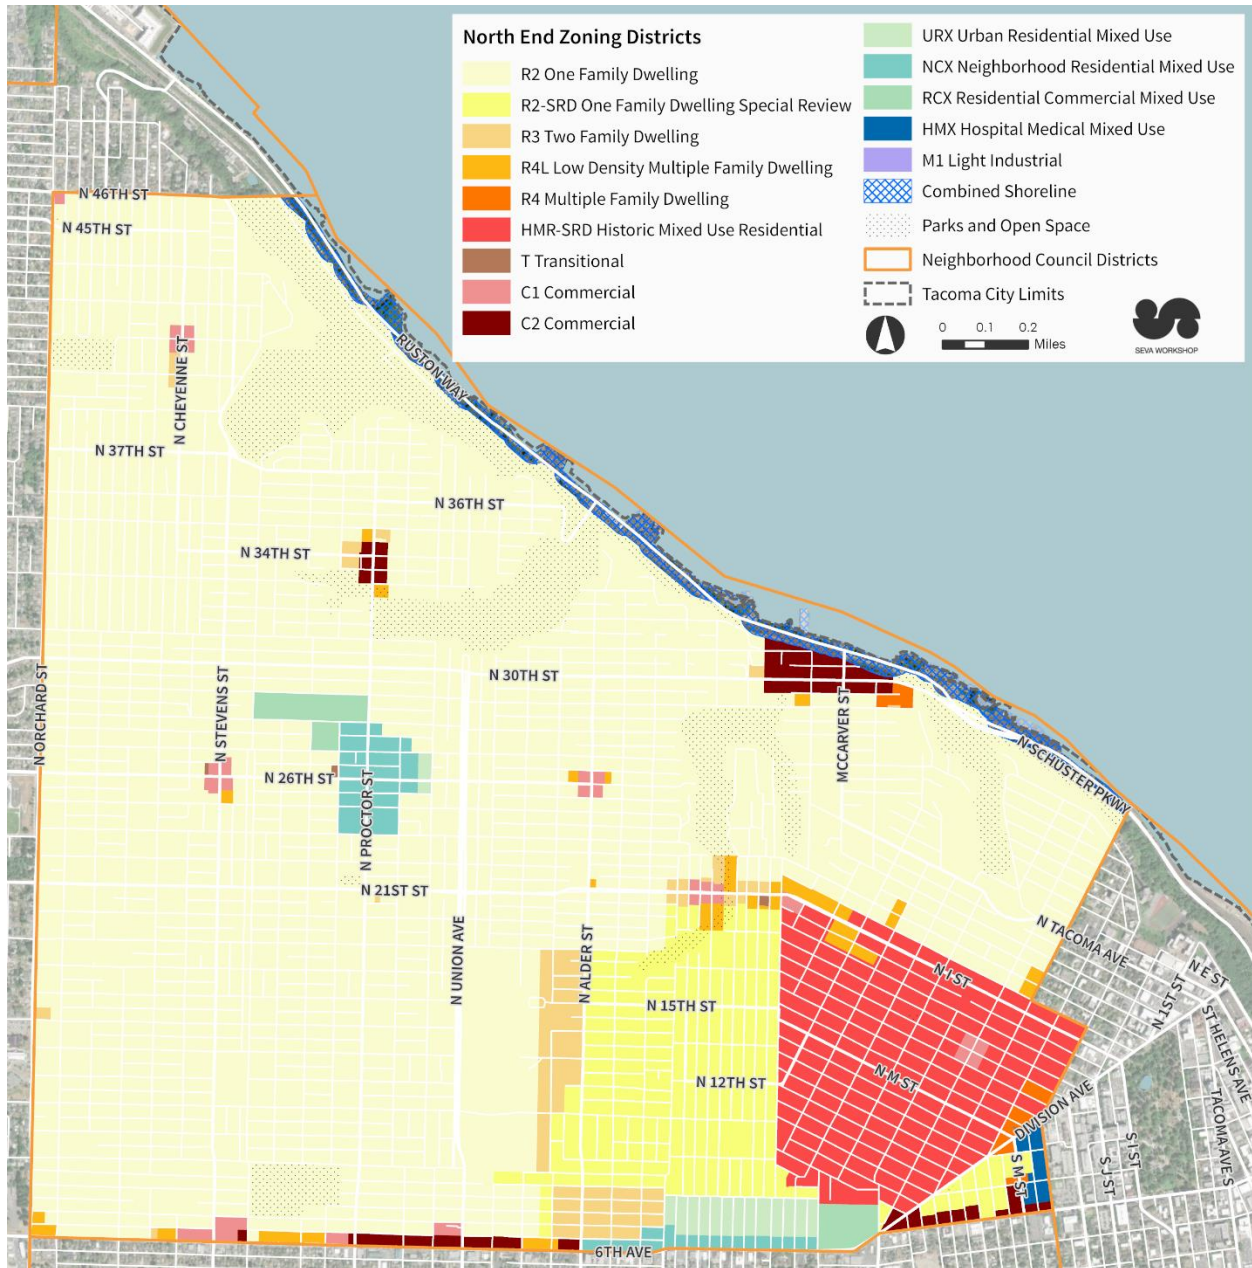 North End Zoning Districts
R2 One Family Dwelling
R2-SRD One Family Dwelling Special Review
R3 Two Family Dwelling
R4L Low Density Multiple Family Dwelling
R4 Multiple Family Dwelling
HMR-SRD Historic Mixed Use Residential
T Transitional
C1 Commercial
C2 Commercial
URX Urban Residential Mixed Use
NCX Neighborhood Residential Mixed Use
RCX Residential Commercial Mixed Use
HMX Hospital Medical Mixed Use
M1 Light Industrial
Combined Shoreline
Parks and Open Space
Neighborhood Council Districts
Tacoma City Limits
0 0.1 0.2
Miles
SEVA WORKSHOP
N 46TH ST
N 45TH ST
N CHEYENNE ST
RUSTON WAY
N 37TH ST
N 36TH ST
N 34TH ST
N ORCHARD ST
N STEVENS ST
N 30TH ST
MCCARVER ST
N SCHUSTER PKWY
N 26TH ST
N PROCTOR ST
N 21ST ST
N UNION AVE
N ALDER ST
N TACOMA AVE
N I ST
N E ST
N 1ST ST
ST HELENS AVE
N 15TH ST
N 12TH ST
N M ST
DIVISION AVE
TACOMA AVE S
S M ST
S J ST
S I ST
6TH AVE